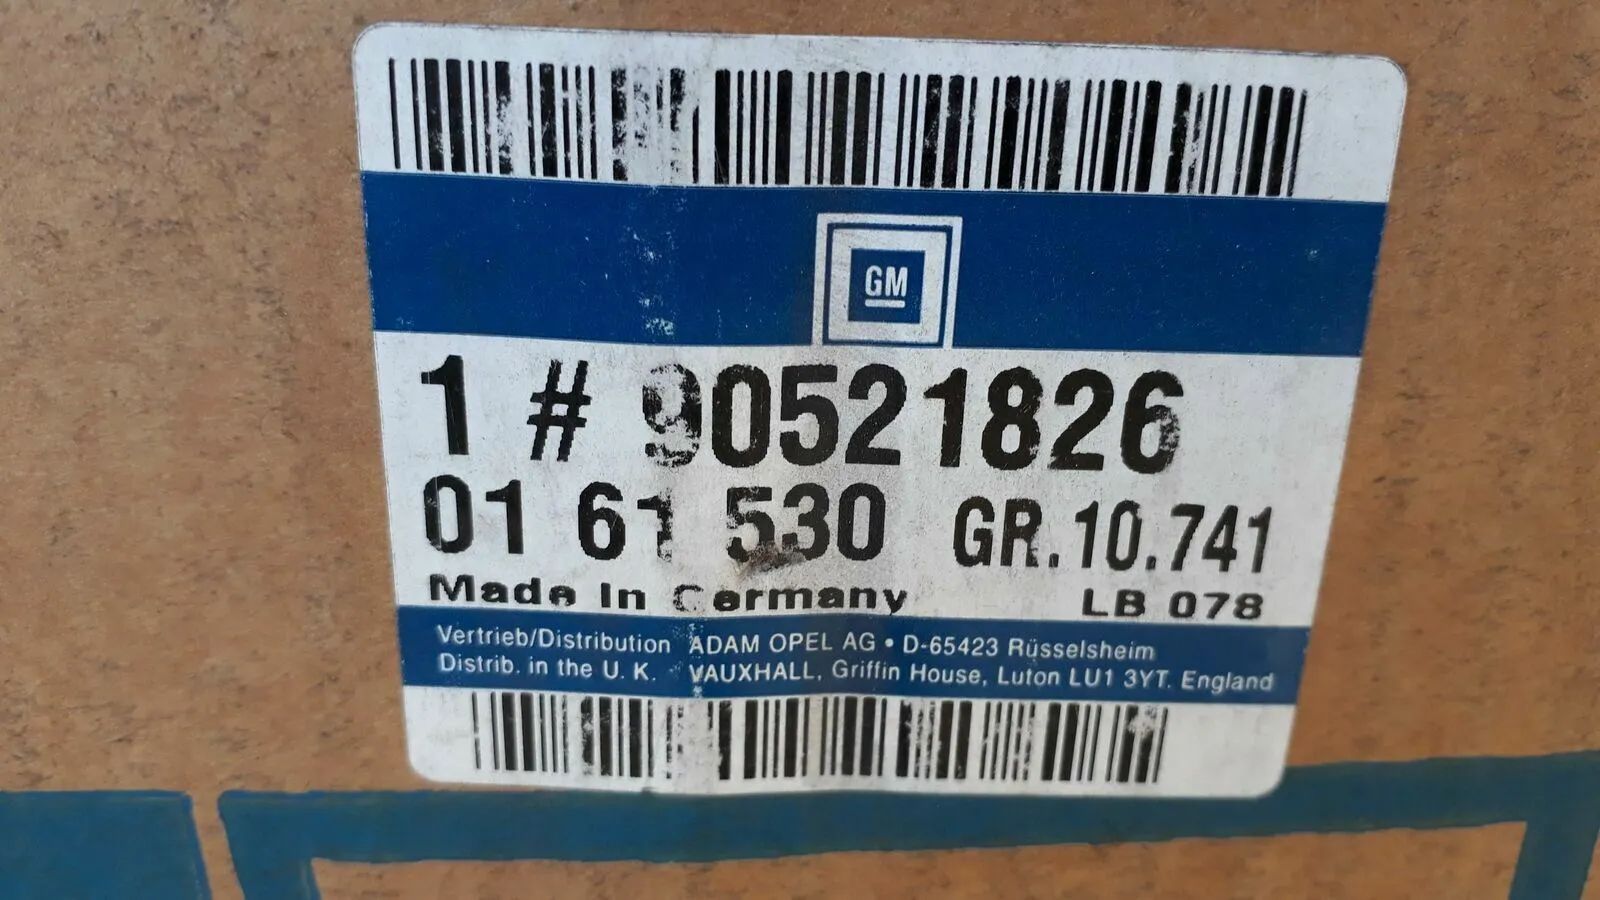 GM
1 # 90521826
01 61 530 GR.10.741
Made In Germany LB 078
Vertrieb/Distribution ADAM OPEL AG • D-65423 Rüsselsheim
Distrib. in the U. K. VAUXHALL, Griffin House, Luton LU1 3YT. England